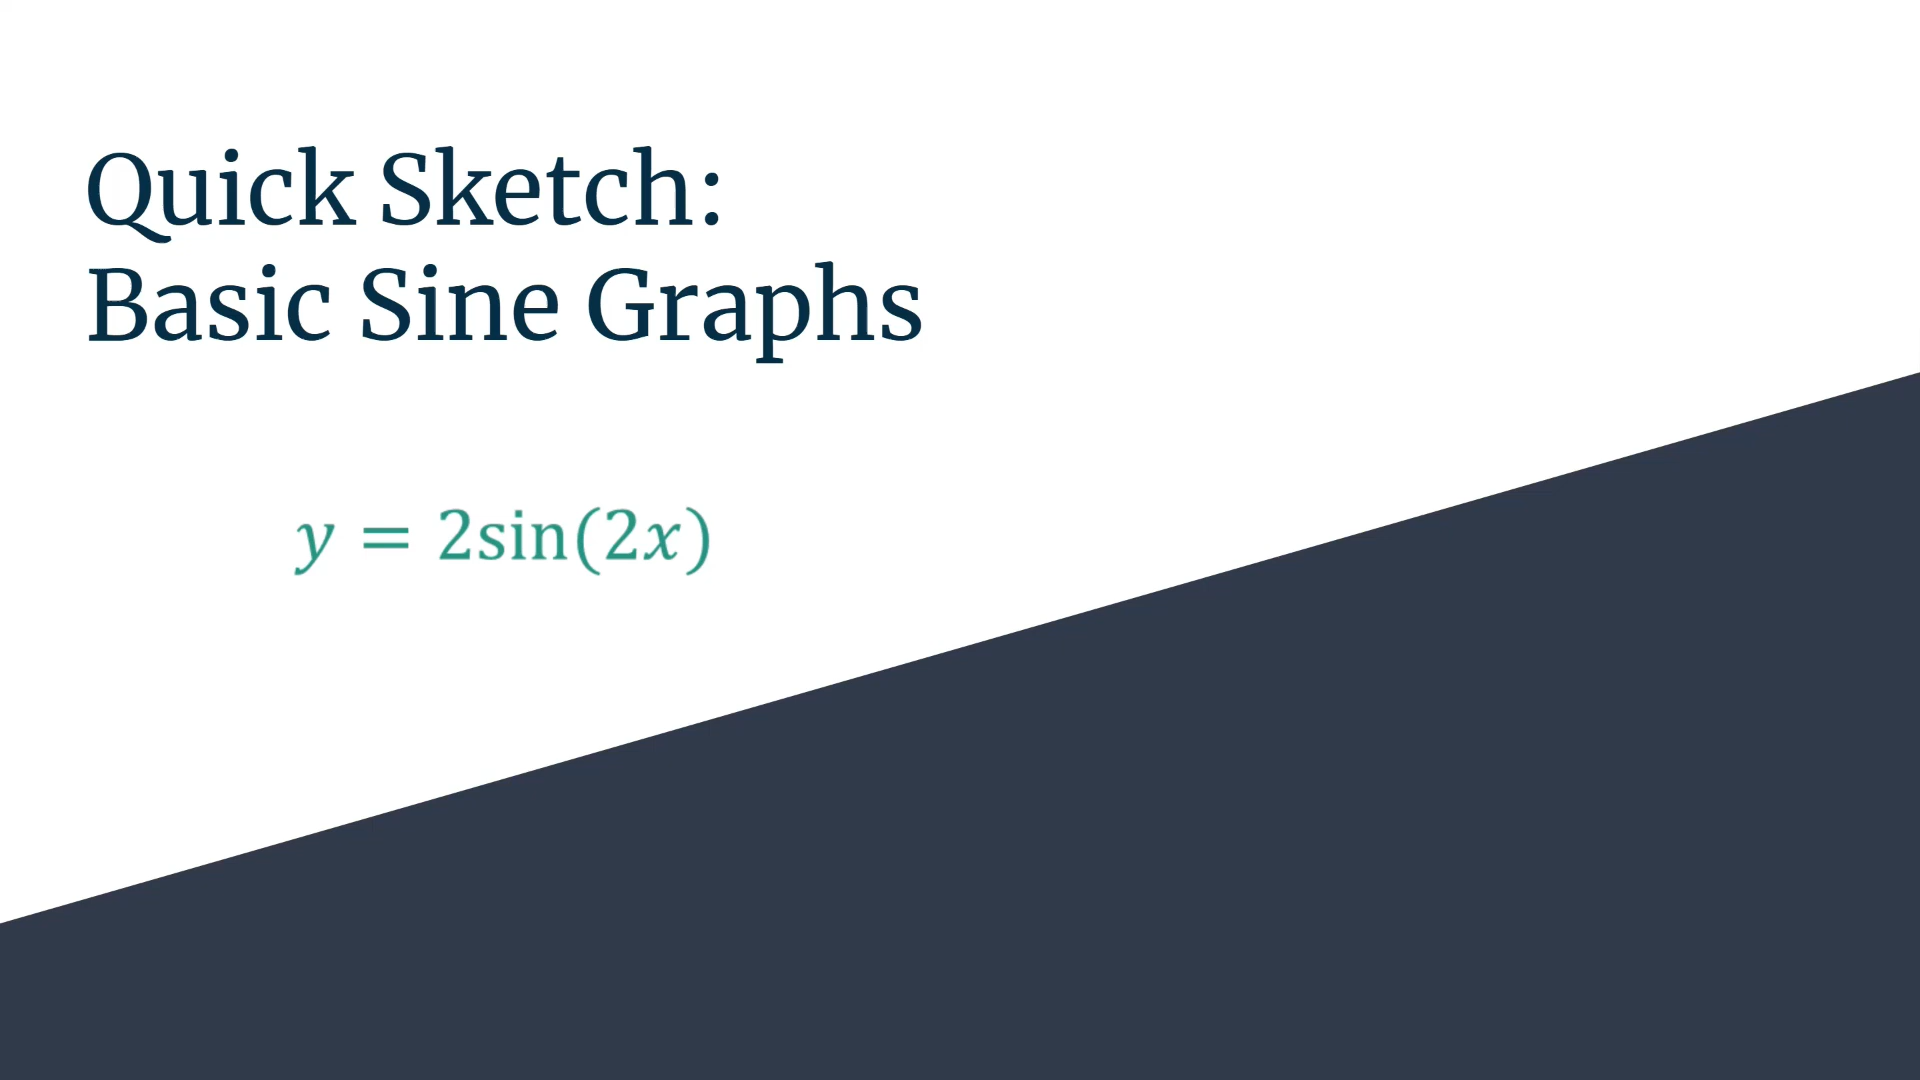 Quick Sketch:
Basic Sine Graphs
y = 2sin(2x)